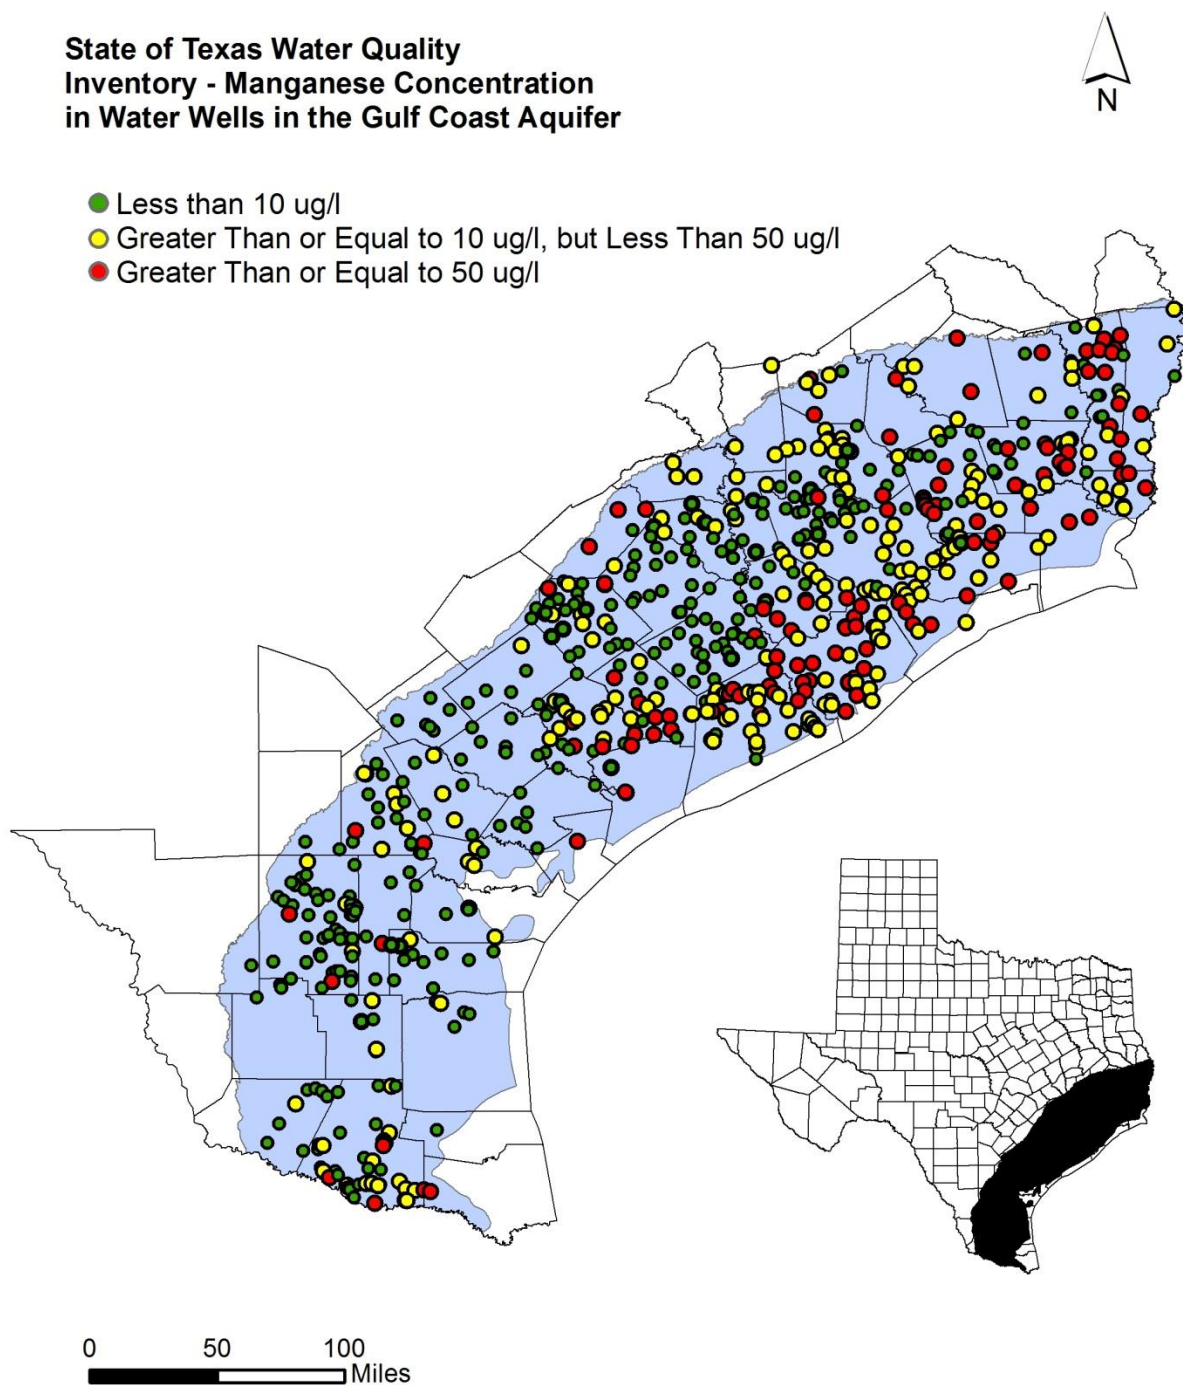 State of Texas Water Quality
Inventory - Manganese Concentration
in Water Wells in the Gulf Coast Aquifer
N
Less than 10 ug/l
Greater Than or Equal to 10 ug/l, but Less Than 50 ug/l
Greater Than or Equal to 50 ug/l
0 50 100
Miles